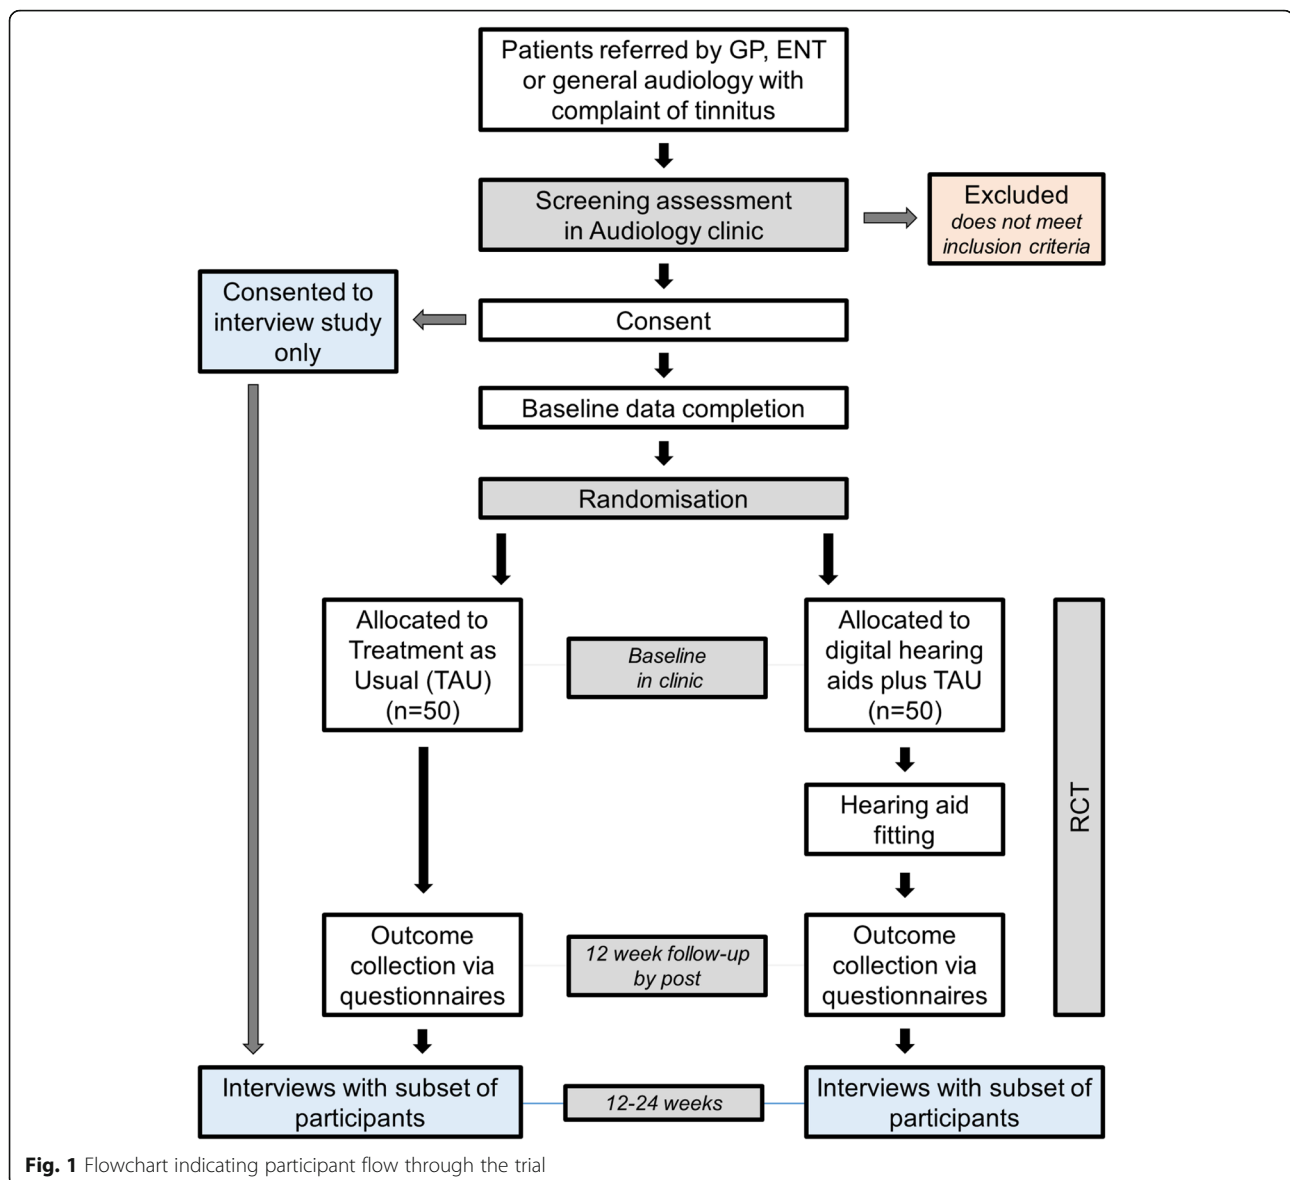 Patients referred by GP, ENT
or general audiology with
complaint of tinnitus
Screening assessment
in Audiology clinic
Excluded
does not meet
inclusion criteria
Consented to
interview study
only
Consent
Baseline data completion
Randomisation
Allocated to
Treatment as
Usual (TAU)
(n=50)
Baseline
in clinic
Allocated to
digital hearing
aids plus TAU
(n=50)
Hearing aid
fitting
RCT
Outcome
collection via
questionnaires
12 week follow-up
by post
Outcome
collection via
questionnaires
Interviews with subset of
participants
12-24 weeks
Interviews with subset of
participants
Fig. 1 Flowchart indicating participant flow through the trial